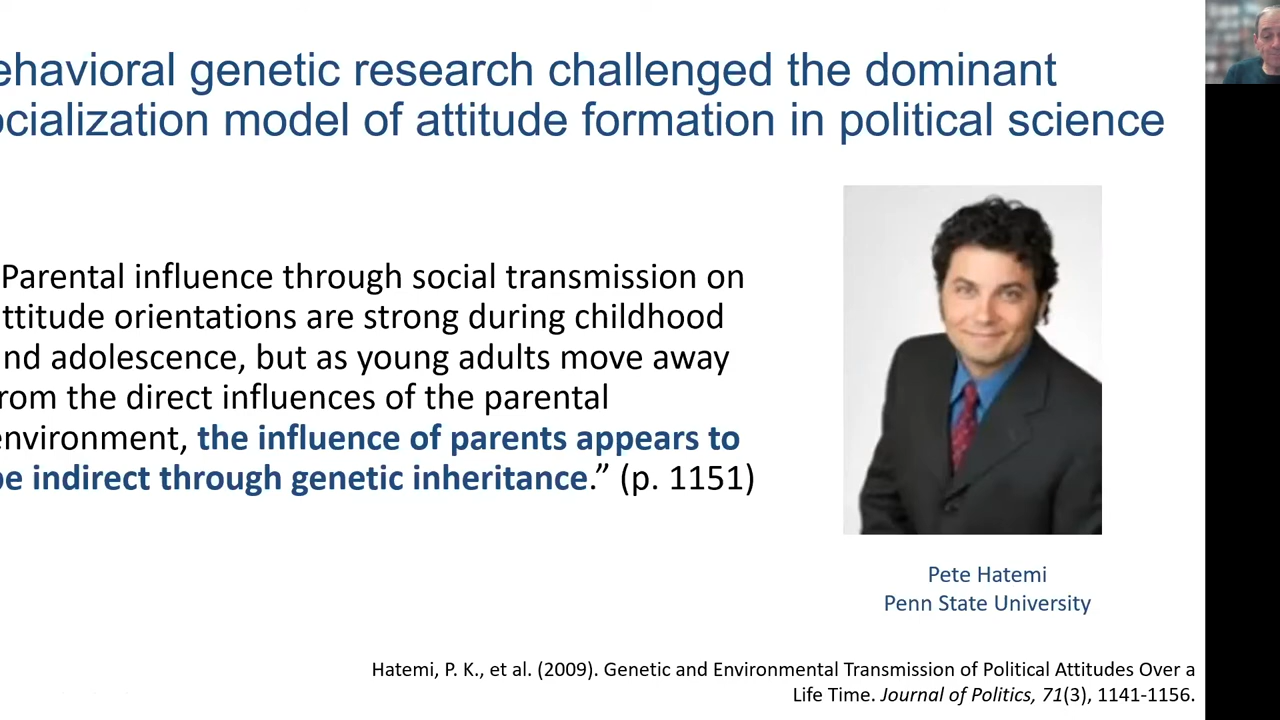 ehavioral genetic research challenged the dominant
ocialization model of attitude formation in political science
Parental influence through social transmission on
ttitude orientations are strong during childhood
nd adolescence, but as young adults move away
rom the direct influences of the parental
environment, the influence of parents appears to
be indirect through genetic inheritance.” (p. 1151)
Pete Hatemi
Penn State University
Hatemi, P. K., et al. (2009). Genetic and Environmental Transmission of Political Attitudes Over a
Life Time. Journal of Politics, 71(3), 1141-1156.